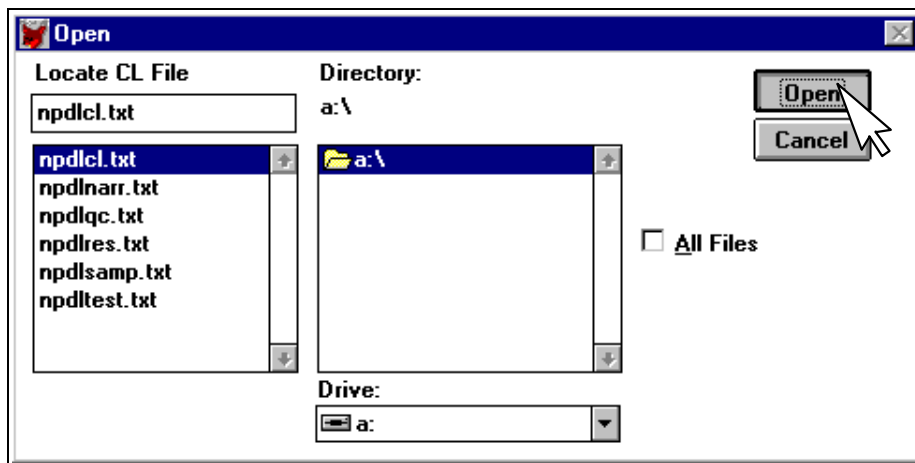 Open
Locate CL File
Directory:
npdlcl.txt
a:\
Open
Cancel
npdlcl.txt
npdlnarr.txt
npdlqc.txt
npdlres.txt
npdlsamp.txt
npdltest.txt
a:\
All Files
Drive:
a: